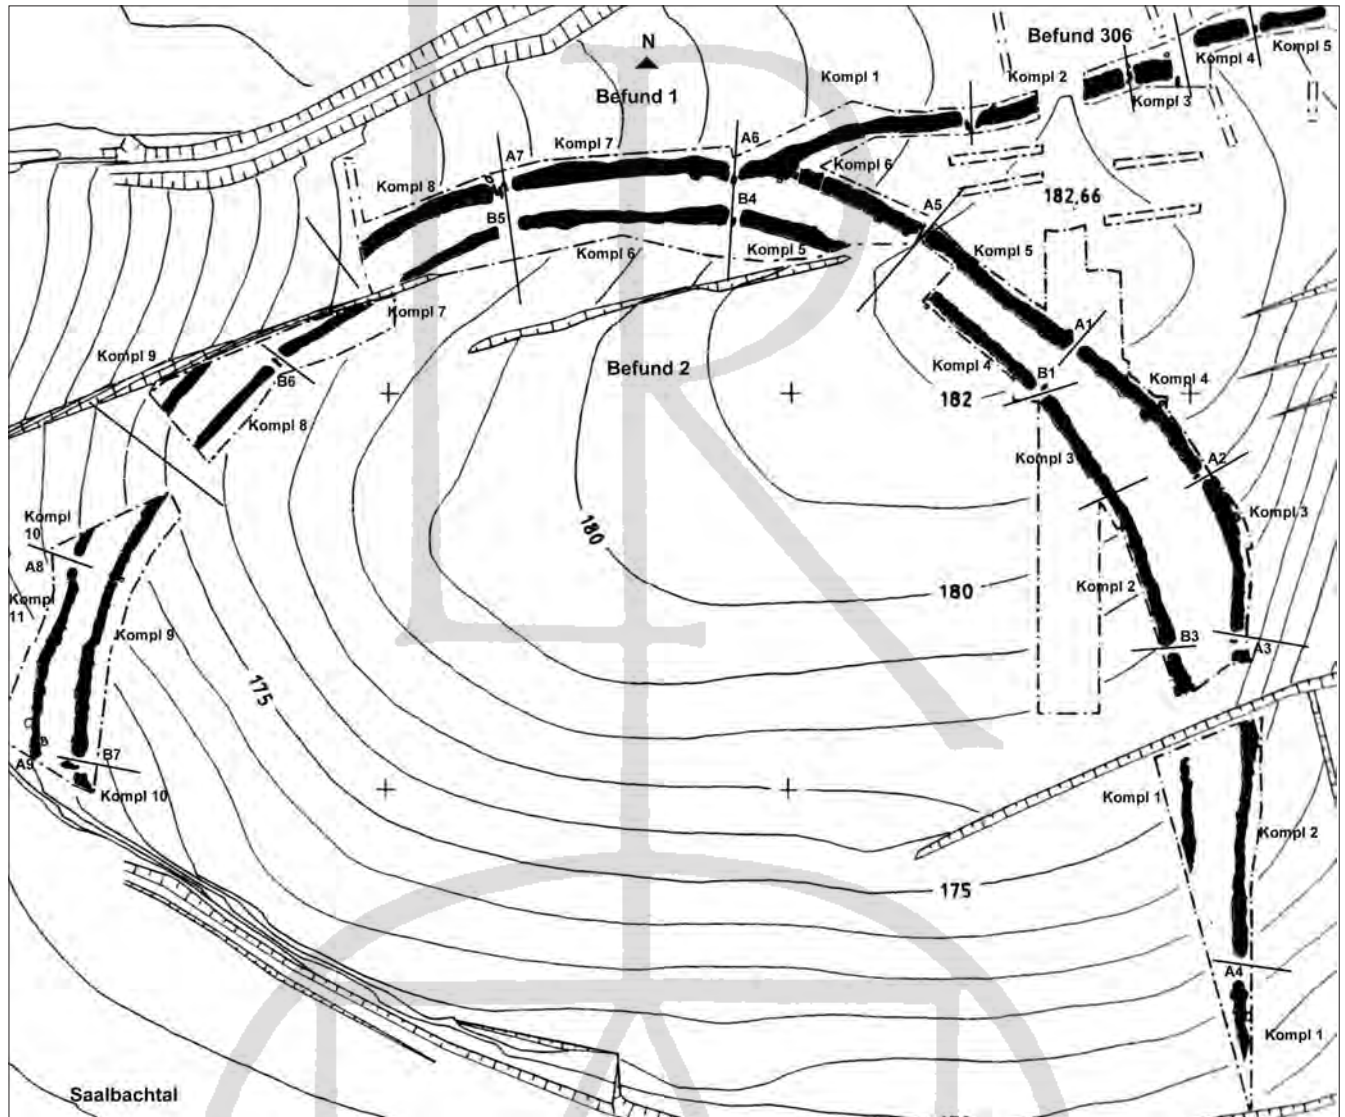 Befund 306
Kompl 5
Kompl 4
Kompl 3
Kompl 2
Kompl 1
N
Befund 1
A6
Kompl 7
A7
Kompl 6
Kompl 8
A5
182,66
B4
B5
Kompl 5
Kompl 6
Kompl 5
Kompl 7
A1
Kompl 9
Befund 2
Kompl 4
B1
B6
Kompl 4
182
Kompl 8
Kompl 3
A2
Kompl
10
180
Kompl 3
A8
Kompl
11
180
Kompl 2
Kompl 9
B3
A3
175
B7
A9
Kompl 10
Kompl 1
Kompl 2
175
A4
Kompl 1
Saalbachtal